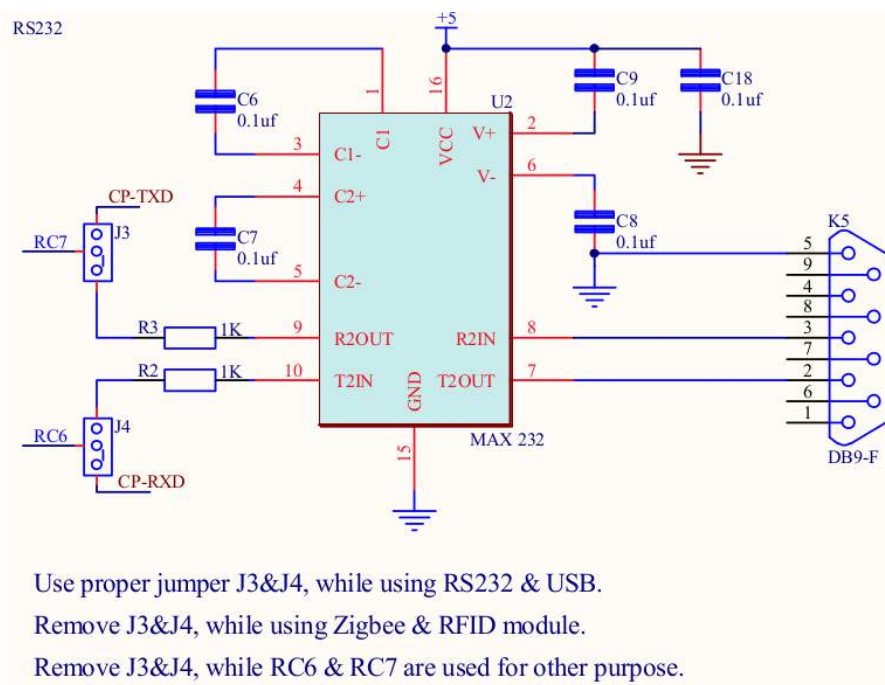 RS232
+5
C6
0.1uf
1
16
U2
C9
0.1uf
C18
0.1uf
3
C1-
C1
VCC
V+
2
4
C2+
V-
6
CP-TXD
J3
RC7
C7
0.1uf
C8
0.1uf
K5
5
C2-
5
9
4
8
3
7
2
6
1
R3
1K
9
R2OUT
R2IN
8
R2
1K
10
T2IN
T2OUT
7
GND
J4
RC6
15
MAX 232
DB9-F
CP-RXD
Use proper jumper J3&J4, while using RS232 & USB.
Remove J3&J4, while using Zigbee & RFID module.
Remove J3&J4, while RC6 & RC7 are used for other purpose.